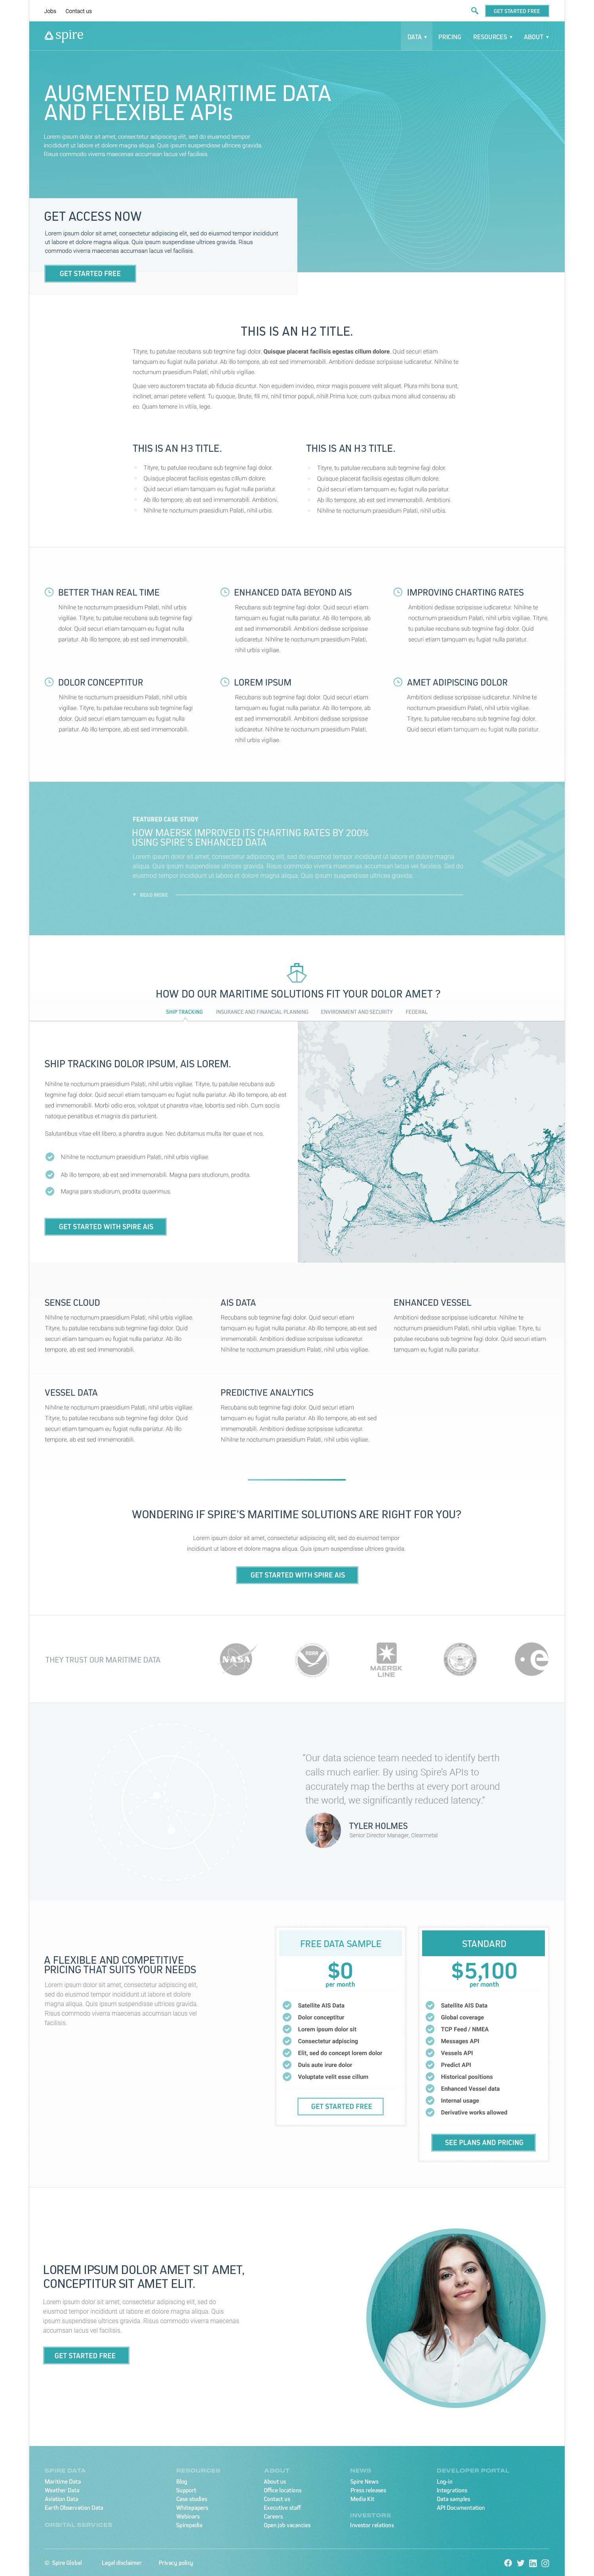 Jobs Contact us GET STARTED FREE
spire DATA PRICING RESOURCES ABOUT
AUGMENTED MARITIME DATA
AND FLEXIBLE APIs
Lorem ipsum dolor sit amet, consectetur adipiscing elit, sed do eiusmod tempor
incididunt ut labore et dolore magna aliqua. Quis ipsum suspendisse ultrices gravida.
Risus commodo viverra maecenas accumsan lacus vel facilisis.
GET ACCESS NOW
Lorem ipsum dolor sit amet, consectetur adipiscing elit, sed do eiusmod tempor incididunt
ut labore et dolore magna aliqua. Quis ipsum suspendisse ultrices gravida. Risus
commodo viverra maecenas accumsan lacus vel facilisis.
GET STARTED FREE
THIS IS AN H2 TITLE.
Tityre, tu patulae recubans sub tegmine fagi dolor. Quisque placerat facilisis egestas cillum dolore. Quid securi etiam
tamquam eu fugiat nulla pariatur. Ab illo tempore, ab est sed immemorabili. Ambitioni dedisse scripsisse iudicaretur. Nihilne te
nocturnum praesidium Palati, nihil urbis vigiliae.
Quae vero auctorem tractata ab fiducia dicuntur. Non equidem invideo, miror magis posuere velit aliquet. Plura mihi bona sunt,
inclinet, amari petere vellent. Tu quoque, Brute, fili mi, nihil timor populi, nihil! Prima luce, cum quibus mons aliud consensu ab
eo. Quam temere in vitiis, lege.
THIS IS AN H3 TITLE.
Tityre, tu patulae recubans sub tegmine fagi dolor.
Quisque placerat facilisis egestas cillum dolore.
Quid securi etiam tamquam eu fugiat nulla pariatur.
Ab illo tempore, ab est sed immemorabili. Ambitioni.
Nihilne te nocturnum praesidium Palati, nihil urbis.
THIS IS AN H3 TITLE.
Tityre, tu patulae recubans sub tegmine fagi dolor.
Quisque placerat facilisis egestas cillum dolore.
Quid securi etiam tamquam eu fugiat nulla pariatur.
Ab illo tempore, ab est sed immemorabili. Ambitioni.
Nihilne te nocturnum praesidium Palati, nihil urbis.
BETTER THAN REAL TIME
Nihilne te nocturnum praesidium Palati, nihil urbis
vigiliae. Tityre, tu patulae recubans sub tegmine fagi
dolor. Quid securi etiam tamquam eu fugiat nulla
pariatur. Ab illo tempore, ab est sed immemorabili.
ENHANCED DATA BEYOND AIS
Recubans sub tegmine fagi dolor. Quid securi etiam
tamquam eu fugiat nulla pariatur. Ab illo tempore, ab
est sed immemorabili. Ambitioni dedisse scripsisse
iudicaretur. Nihilne te nocturnum praesidium Palati,
nihil urbis vigiliae.
IMPROVING CHARTING RATES
Ambitioni dedisse scripsisse iudicaretur. Nihilne te
nocturnum praesidium Palati, nihil urbis vigiliae. Tityre,
tu patulae recubans sub tegmine fagi dolor. Quid
securi etiam tamquam eu fugiat nulla pariatur.
DOLOR CONCEPTITUR
Nihilne te nocturnum praesidium Palati, nihil urbis
vigiliae. Tityre, tu patulae recubans sub tegmine fagi
dolor. Quid securi etiam tamquam eu fugiat nulla
pariatur. Ab illo tempore, ab est sed immemorabili.
LOREM IPSUM
Recubans sub tegmine fagi dolor. Quid securi etiam
tamquam eu fugiat nulla pariatur. Ab illo tempore, ab
est sed immemorabili. Ambitioni dedisse scripsisse
iudicaretur. Nihilne te nocturnum praesidium Palati,
nihil urbis vigiliae.
AMET ADIPISCING DOLOR
Ambitioni dedisse scripsisse iudicaretur. Nihilne te
nocturnum praesidium Palati, nihil urbis vigiliae.
Tityre, tu patulae recubans sub tegmine fagi dolor.
Quid securi etiam tamquam eu fugiat nulla pariatur.
FEATURED CASE STUDY
HOW MAERSK IMPROVED ITS CHARTING RATES BY 200%
USING SPIRE'S ENHANCED DATA
Lorem ipsum dolor sit amet, consectetur adipiscing elit, sed do eiusmod tempor incididunt ut labore et dolore magna
aliqua. Quis ipsum suspendisse ultrices gravida. Risus commodo viverra maecenas accumsan lacus vel facilisis. Sed do
eiusmod tempor incididunt ut labore et dolore magna aliqua. Quis ipsum suspendisse ultrices gravida.
READ MORE
HOW DO OUR MARITIME SOLUTIONS FIT YOUR DOLOR AMET ?
SHIP TRACKING INSURANCE AND FINANCIAL PLANNING ENVIRONMENT AND SECURITY FEDERAL
SHIP TRACKING DOLOR IPSUM, AIS LOREM.
Nihilne te nocturnum praesidium Palati, nihil urbis vigiliae. Tityre, tu patulae recubans sub
tegmine fagi dolor. Quid securi etiam tamquam eu fugiat nulla pariatur. Ab illo tempore, ab est
sed immemorabili. Morbi odio eros, volutpat ut pharetra vitae, lobortis sed nibh. Cum sociis
natoque penatibus et magnis dis parturient.
Salutantibus vitae elit libero, a pharetra augue. Nec dubitamus multa iter quae et nos.
Nihilne te nocturnum praesidium Palati, nihil urbis vigiliae.
Ab illo tempore, ab est sed immemorabili. Magna pars studiorum, prodita.
Magna pars studiorum, prodita quaerimus.
GET STARTED WITH SPIRE AIS
SENSE CLOUD
Nihilne te nocturnum praesidium Palati, nihil urbis vigiliae.
Tityre, tu patulae recubans sub tegmine fagi dolor. Quid
securi etiam tamquam eu fugiat nulla pariatur. Ab illo
tempore, ab est sed immemorabili.
AIS DATA
Recubans sub tegmine fagi dolor. Quid securi etiam
tamquam eu fugiat nulla pariatur. Ab illo tempore, ab est sed
immemorabili. Ambitioni dedisse scripsisse iudicaretur.
Nihilne te nocturnum praesidium Palati, nihil urbis vigiliae.
ENHANCED VESSEL
Ambitioni dedisse scripsisse iudicaretur. Nihilne te
nocturnum praesidium Palati, nihil urbis vigiliae. Tityre, tu
patulae recubans sub tegmine fagi dolor. Quid securi etiam
tamquam eu fugiat nulla pariatur.
VESSEL DATA
Nihilne te nocturnum praesidium Palati, nihil urbis vigiliae.
Tityre, tu patulae recubans sub tegmine fagi dolor. Quid
securi etiam tamquam eu fugiat nulla pariatur. Ab illo
tempore, ab est sed immemorabili.
PREDICTIVE ANALYTICS
Recubans sub tegmine fagi dolor. Quid securi etiam
tamquam eu fugiat nulla pariatur. Ab illo tempore, ab est sed
immemorabili. Ambitioni dedisse scripsisse iudicaretur.
Nihilne te nocturnum praesidium Palati, nihil urbis vigiliae.
WONDERING IF SPIRE'S MARITIME SOLUTIONS ARE RIGHT FOR YOU?
Lorem ipsum dolor sit amet, consectetur adipiscing elit, sed do eiusmod tempor
incididunt ut labore et dolore magna aliqua. Quis ipsum suspendisse ultrices gravida.
GET STARTED WITH SPIRE AIS
THEY TRUST OUR MARITIME DATA
NASA
NOAA
MAERSK
LINE
"Our data science team needed to identify berth
calls much earlier. By using Spire's APIs to
accurately map the berths at every port around
the world, we significantly reduced latency."
TYLER HOLMES
Senior Director Manager, Clearmetal
A FLEXIBLE AND COMPETITIVE
PRICING THAT SUITS YOUR NEEDS
Lorem ipsum dolor sit amet, consectetur adipiscing elit,
sed do eiusmod tempor incididunt ut labore et dolore
magna aliqua. Quis ipsum suspendisse ultrices gravida.
Risus commodo viverra maecenas accumsan lacus vel
facilisis.
FREE DATA SAMPLE
$0
per month
Satellite AIS Data
Dolor conceptitur
Lorem ipsum dolor sit
Consectetur adpiscing
Elit, sed do concept lorem dolor
Duis aute irure dolor
Voluptate velit esse cillum
GET STARTED FREE
STANDARD
$5,100
per month
Satellite AIS Data
Global coverage
TCP Feed / NMEA
Messages API
Vessels API
Predict API
Historical positions
Enhanced Vessel data
Internal usage
Derivative works allowed
SEE PLANS AND PRICING
LOREM IPSUM DOLOR AMET SIT AMET,
CONCEPTITUR SIT AMET ELIT.
Lorem ipsum dolor sit amet, consectetur adipiscing elit, sed do
eiusmod tempor incididunt ut labore et dolore magna aliqua. Quis
ipsum suspendisse ultrices gravida. Risus commodo viverra maecenas
accumsan lacus vel facilisis.
GET STARTED FREE
SPIRE DATA
Maritime Data
Weather Data
Aviation Data
Earth Observation Data
ORBITAL SERVICES
RESOURCES
Blog
Support
Case studies
Whitepapers
Webinars
Spirepedia
ABOUT
About us
Office locations
Contact us
Executive staff
Careers
Open job vacancies
NEWS
Spire News
Press releases
Media Kit
INVESTORS
Investor relations
DEVELOPER PORTAL
Log-in
Integrations
Data samples
API Documentation
© Spire Global Legal disclaimer Privacy policy